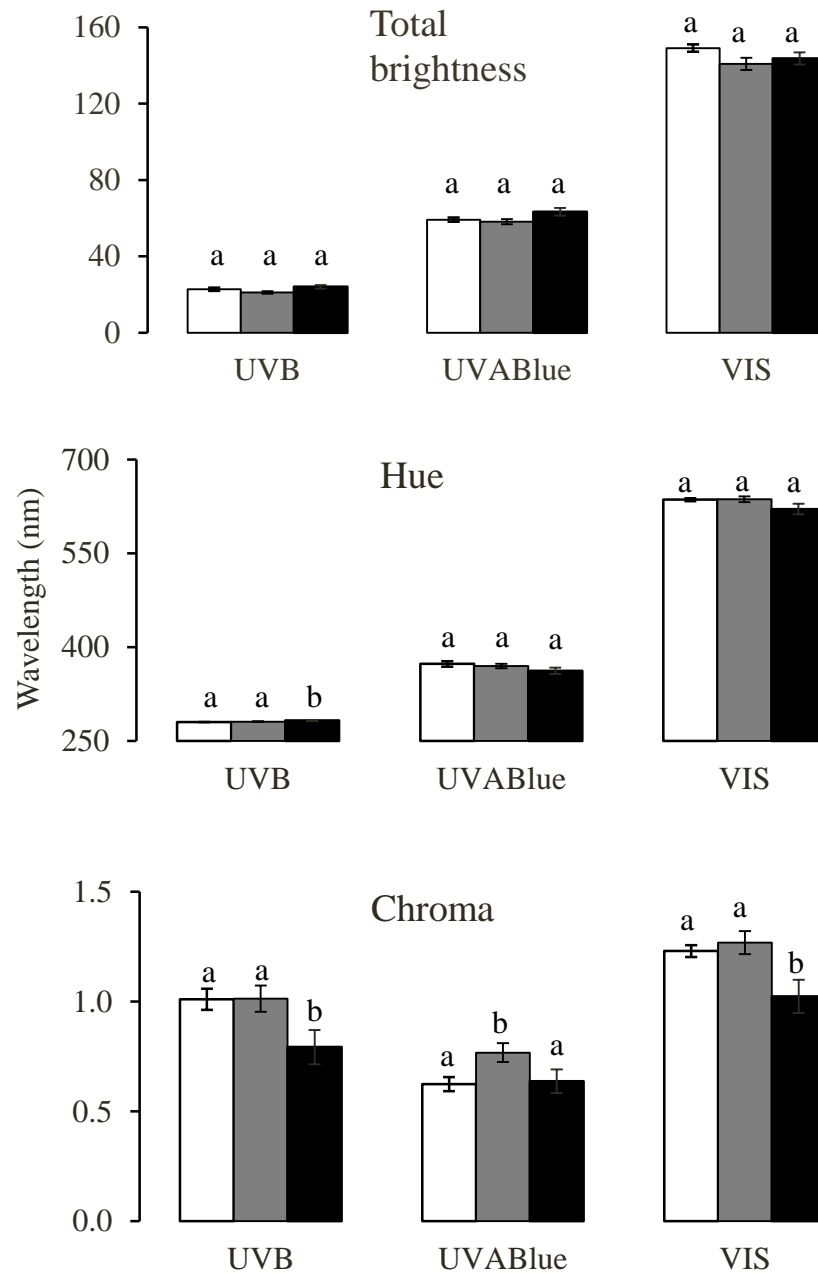 Total
brightness
160
120
80
40
0
a a a
a a a
a a a
UVB UVABlue VIS
Hue
Wavelength (nm)
700
550
400
250
a a b
a a a
a a a
UVB UVABlue VIS
Chroma
1.5
1.0
0.5
0.0
a a b
a b a
a a b
UVB UVABlue VIS